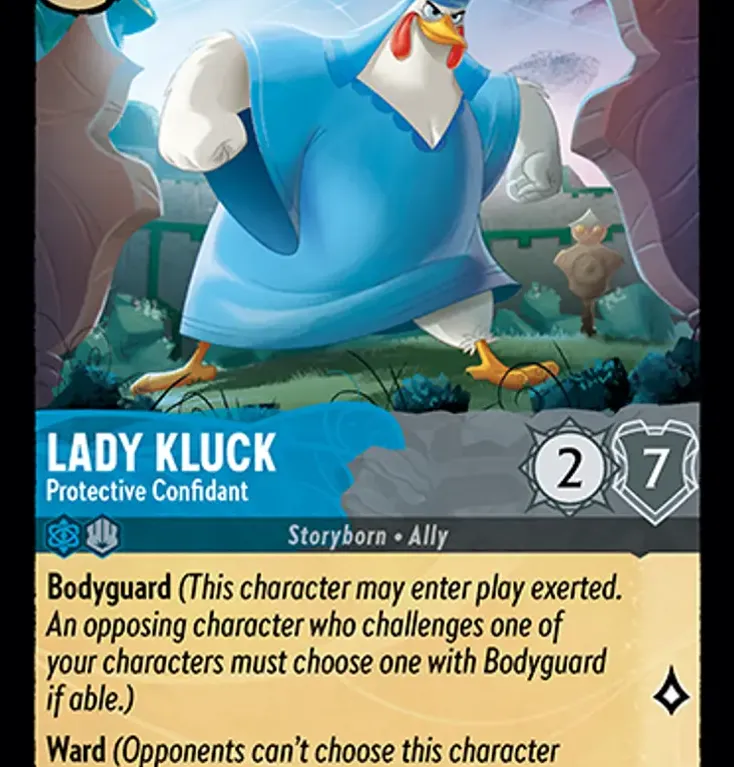 LADY KLUCK
Protective Confidant
2
7
Storyborn • Ally
Bodyguard (This character may enter play exerted.
An opposing character who challenges one of
your characters must choose one with Bodyguard
if able.)
Ward (Opponents can't choose this character